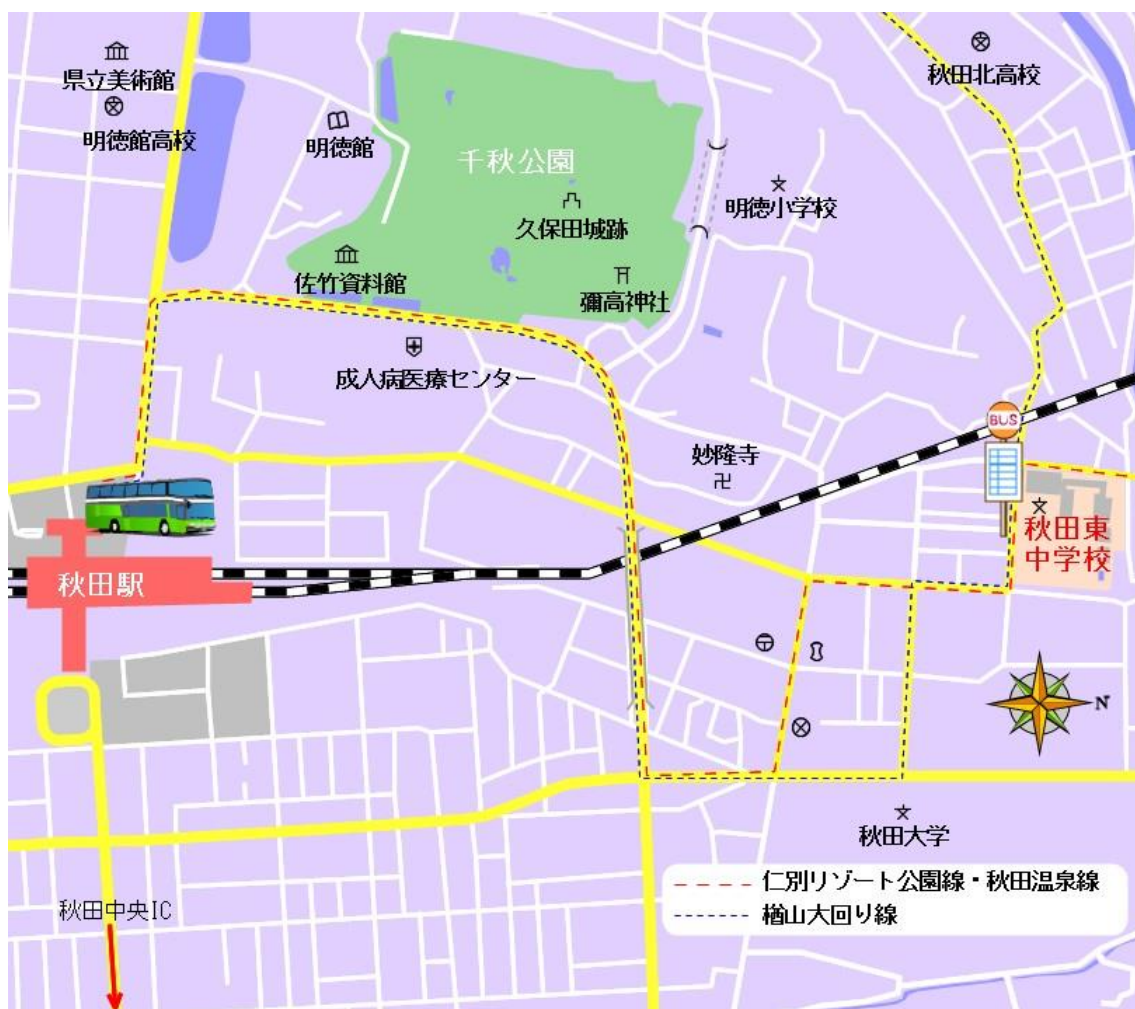 県立美術館
明徳館高校
明徳館
千秋公園
久保田城跡
佐竹資料館
彌高神社
成人病医療センター
明徳小学校
秋田北高校
妙隆寺
BUS
秋田東
中学校
秋田駅
N
秋田大学
仁別リゾート公園線・秋田温泉線
楢山大回り線
秋田中央IC